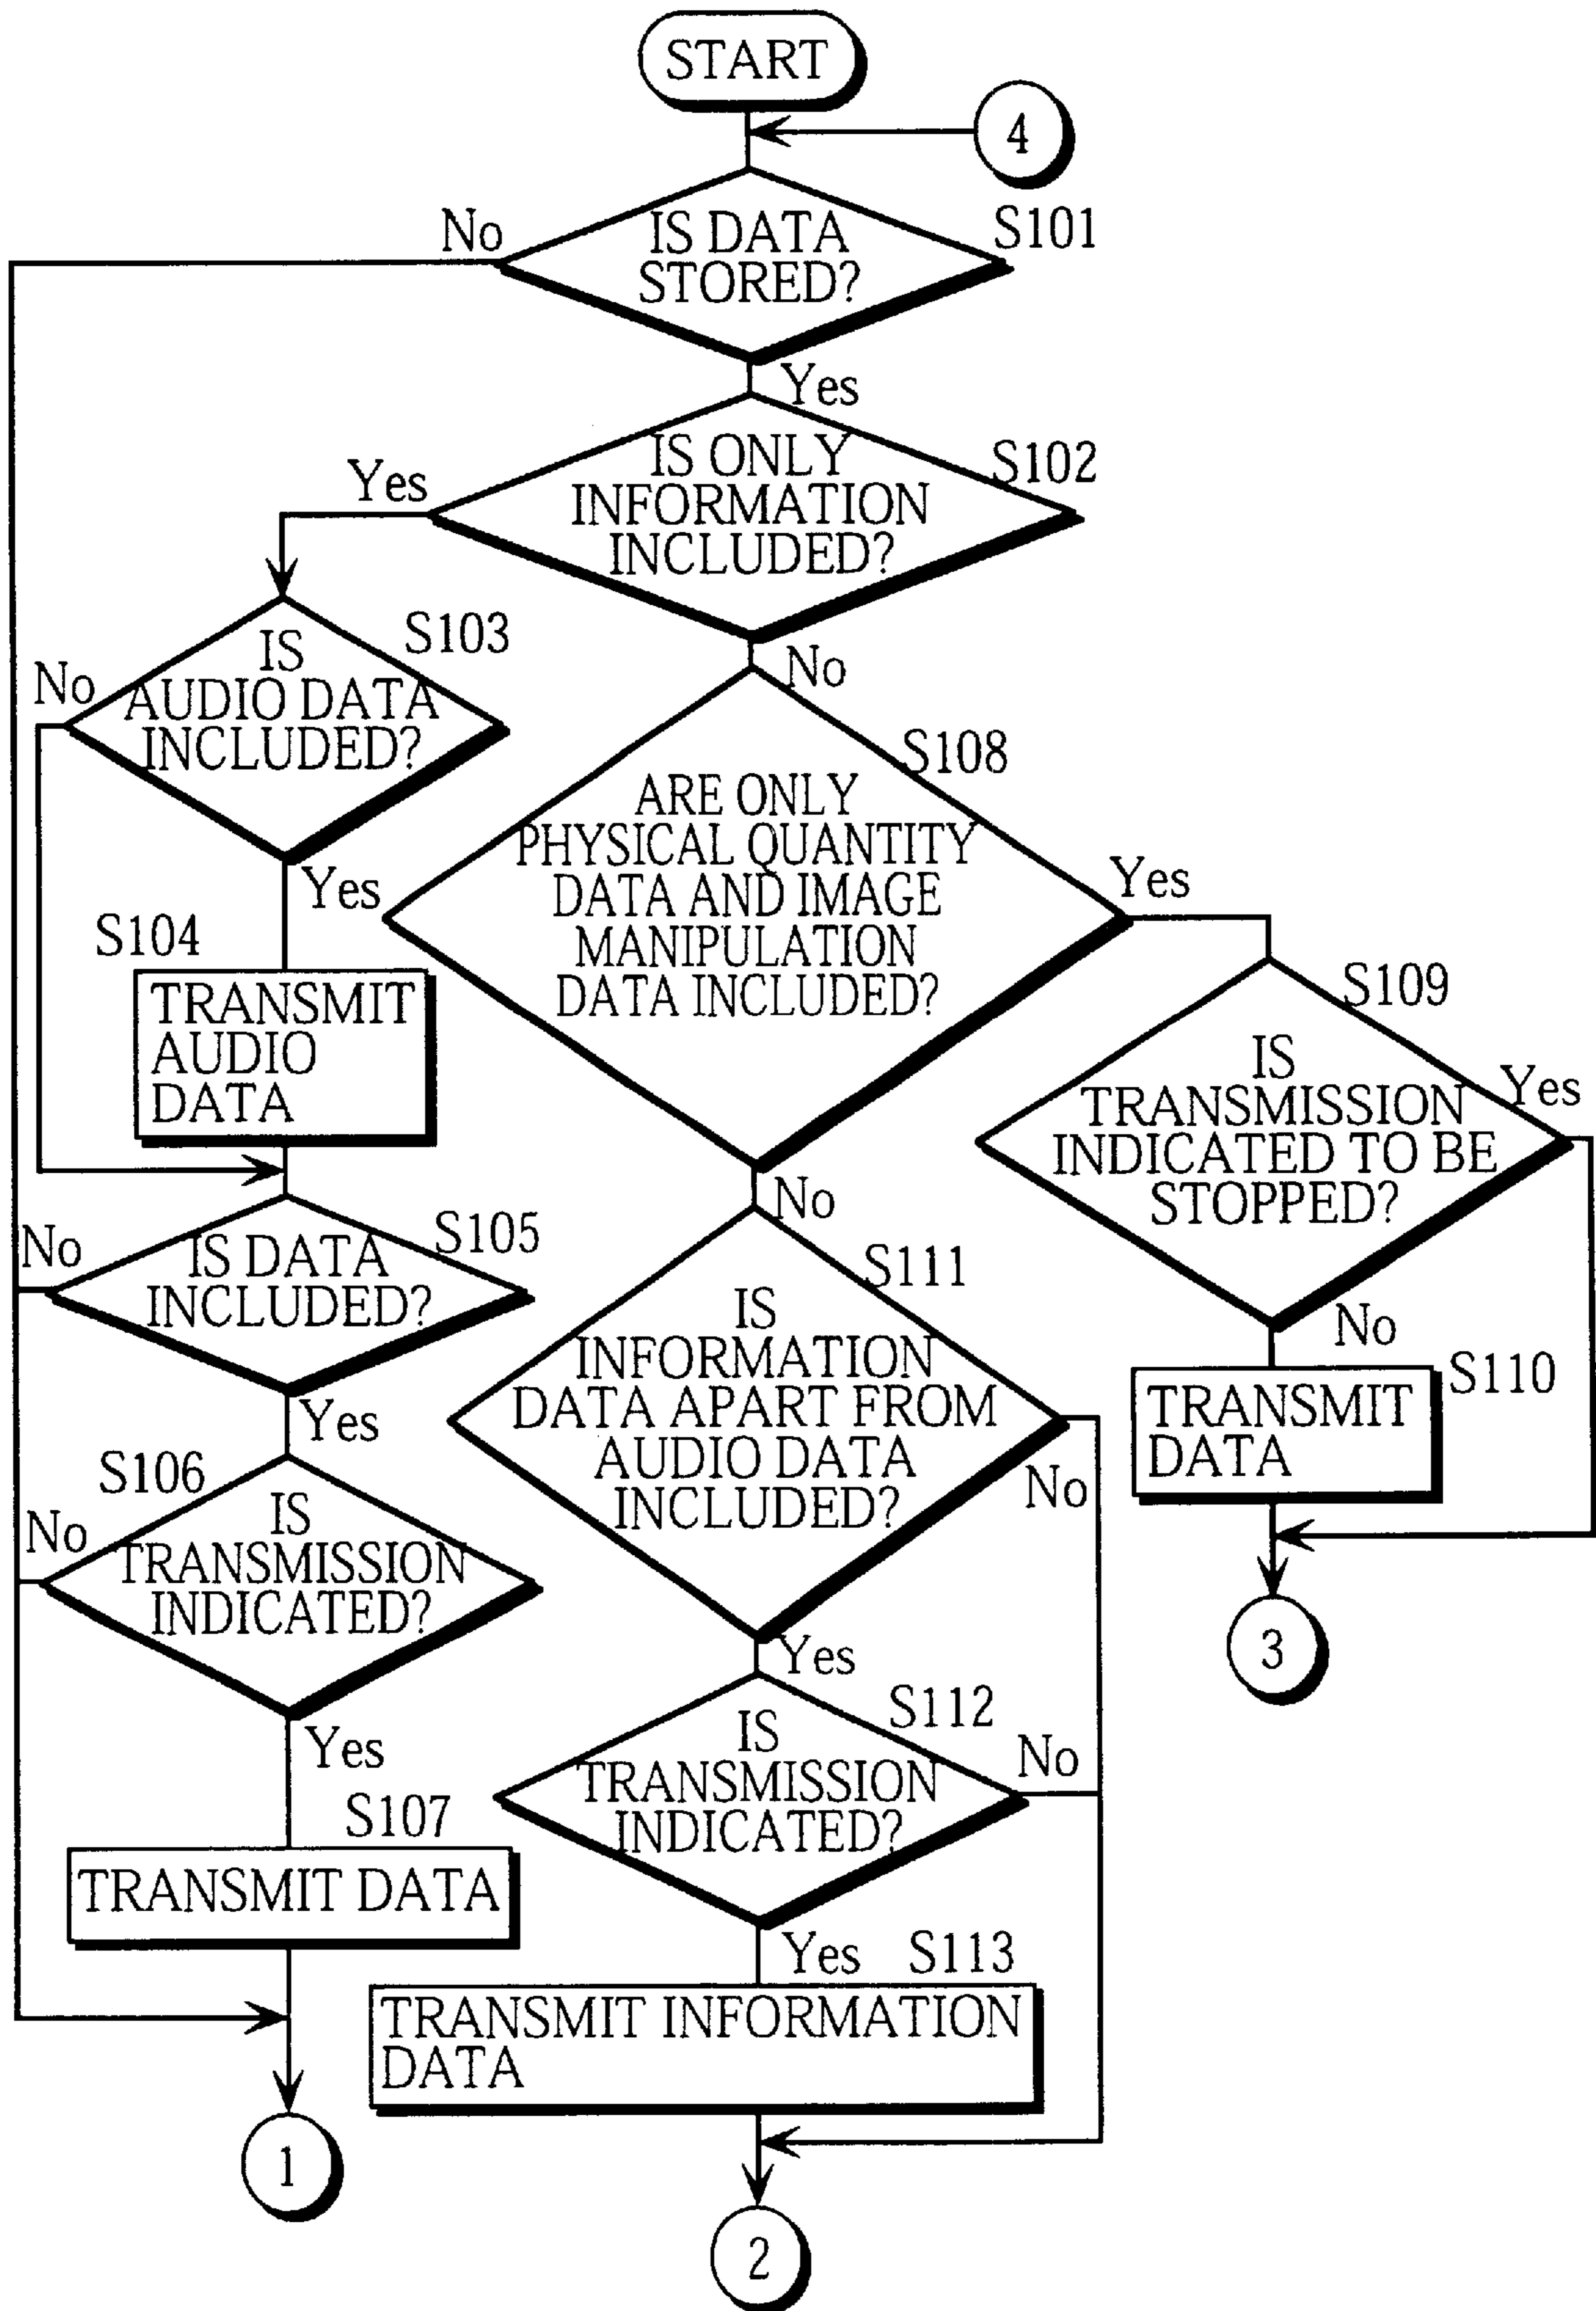 START
4
No
IS DATA
STORED?
S101
Yes
IS ONLY
INFORMATION
INCLUDED?
S102
Yes
No
IS
AUDIO DATA
INCLUDED?
S103
No
Yes
S104
TRANSMIT
AUDIO
DATA
ARE ONLY
PHYSICAL QUANTITY
DATA AND IMAGE
MANIPULATION
DATA INCLUDED?
S108
Yes
No
IS
TRANSMISSION
INDICATED TO BE
STOPPED?
S109
Yes
No
S110
TRANSMIT
DATA
3
IS DATA
INCLUDED?
S105
No
Yes
S106
IS
TRANSMISSION
INDICATED?
No
Yes
S107
TRANSMIT DATA
1
IS
INFORMATION
DATA APART FROM
AUDIO DATA
INCLUDED?
S111
No
Yes
IS
TRANSMISSION
INDICATED?
S112
No
Yes
S113
TRANSMIT INFORMATION
DATA
2